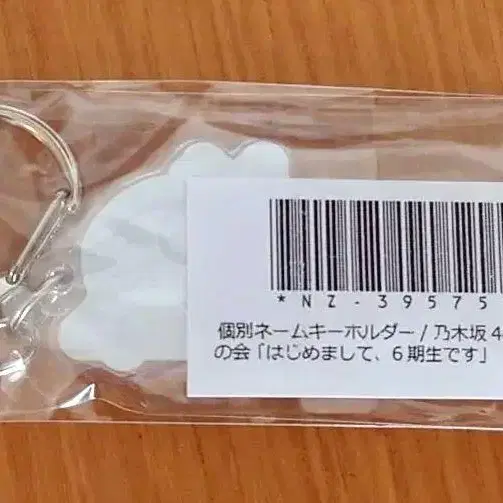 *NZ-39575
個別ネームキーホルダー / 乃木坂4
の会「はじめまして、６期生です」